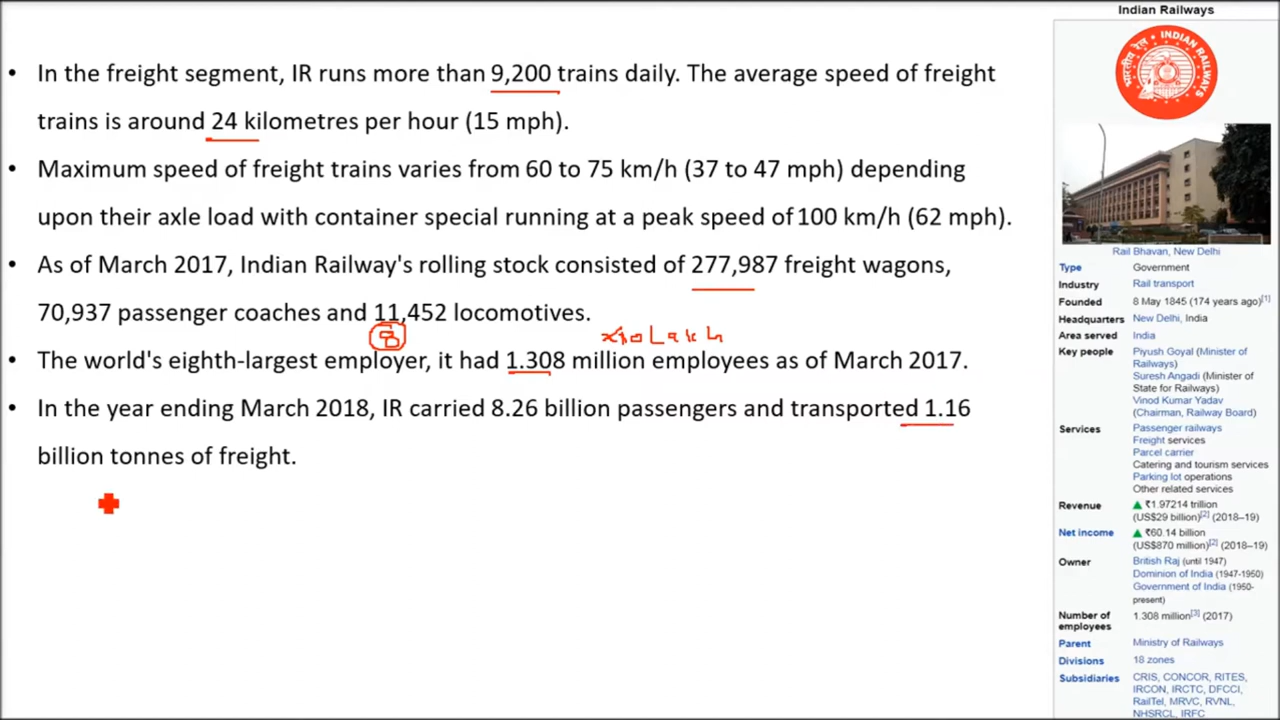 • In the freight segment, IR runs more than 9,200 trains daily. The average speed of freight
trains is around 24 kilometres per hour (15 mph).
• Maximum speed of freight trains varies from 60 to 75 km/h (37 to 47 mph) depending
upon their axle load with container special running at a peak speed of 100 km/h (62 mph).
• As of March 2017, Indian Railway's rolling stock consisted of 277,987 freight wagons,
70,937 passenger coaches and 11,452 locomotives.
8
x10 Lakh
• The world's eighth-largest employer, it had 1.308 million employees as of March 2017.
• In the year ending March 2018, IR carried 8.26 billion passengers and transported 1.16
billion tonnes of freight.
Indian Railways
भारतीय रेल
INDIAN RAILWAYS
Rail Bhavan, New Delhi
Type Government
Industry Rail transport
Founded 8 May 1845 (174 years ago)[1]
Headquarters New Delhi, India
Area served India
Key people Piyush Goyal (Minister of
Railways)
Suresh Angadi (Minister of
State for Railways)
Vinod Kumar Yadav
(Chairman, Railway Board)
Services Passenger railways
Freight services
Parcel carrier
Catering and tourism services
Parking lot operations
Other related services
Revenue ▲ ₹1.97214 trillion
(US$29 billion)[2] (2018–19)
Net income ▲ ₹60.14 billion
(US$870 million)[2] (2018–19)
Owner British Raj (until 1947)
Dominion of India (1947-1950)
Government of India (1950-
present)
Number of employees 1.308 million[3] (2017)
Parent Ministry of Railways
Divisions 18 zones
Subsidiaries CRIS, CONCOR, RITES,
IRCON, IRCTC, DFCCI,
RailTel, MRVC, RVNL,
NHSRCL, IRFC